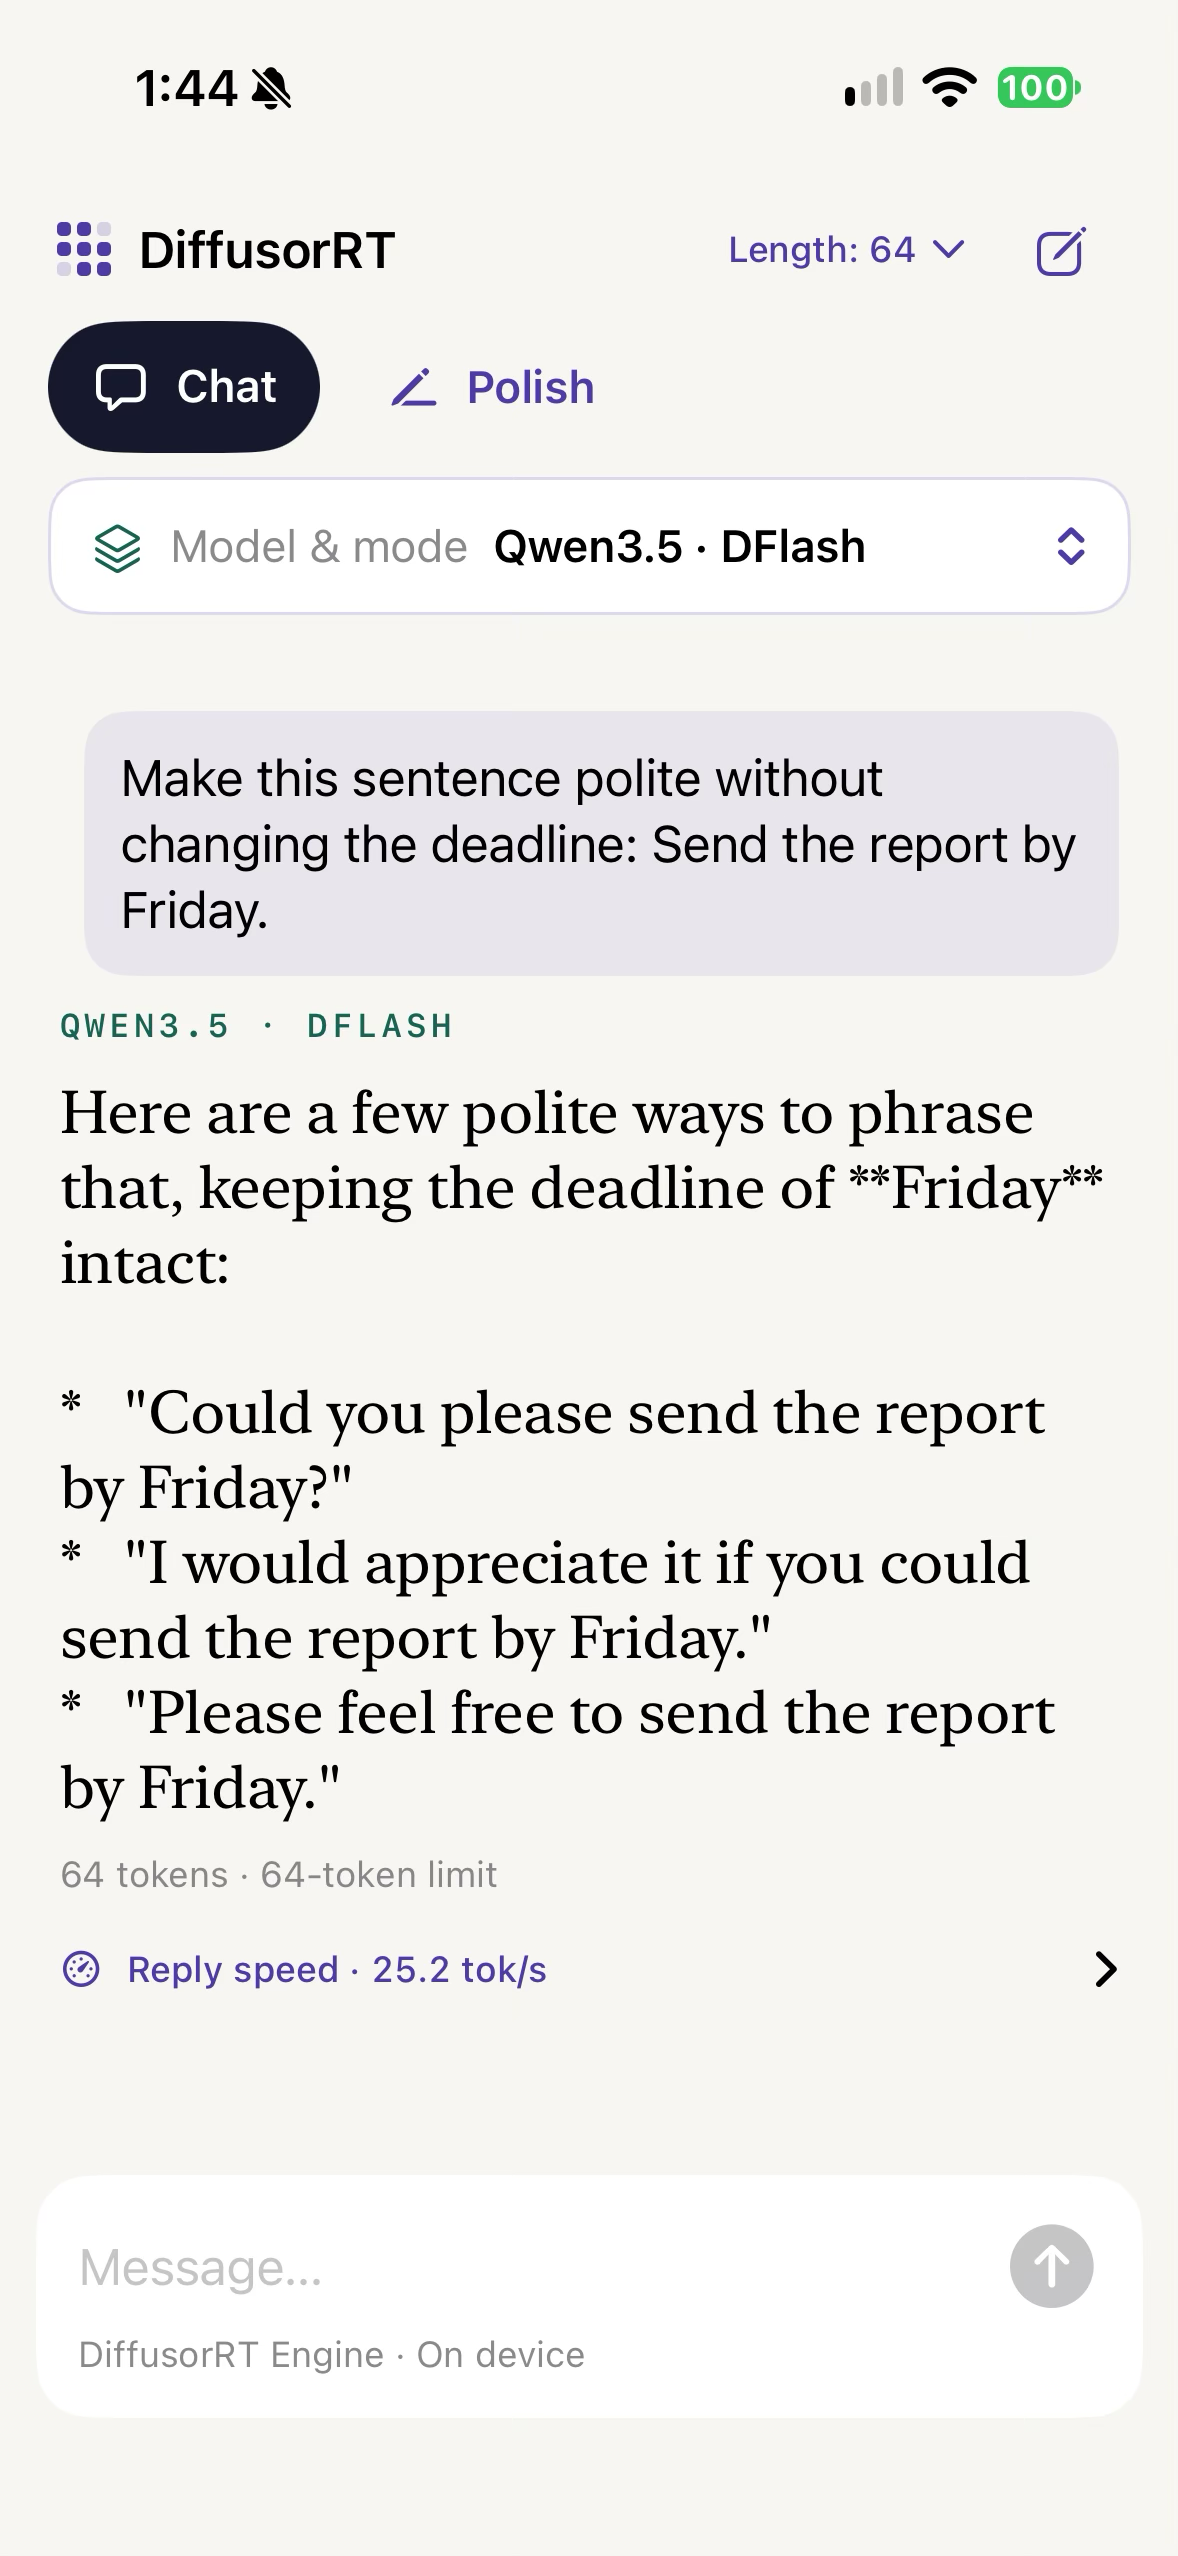 1:44
100
DiffusorRT
Length: 64
Chat
Polish
Model & mode Qwen3.5 · DFlash
Make this sentence polite without
changing the deadline: Send the report by
Friday.
QWEN3.5 · DFLASH
Here are a few polite ways to phrase
that, keeping the deadline of **Friday**
intact:
* "Could you please send the report
by Friday?"
* "I would appreciate it if you could
send the report by Friday."
* "Please feel free to send the report
by Friday."
64 tokens · 64-token limit
Reply speed · 25.2 tok/s
Message...
DiffusorRT Engine · On device